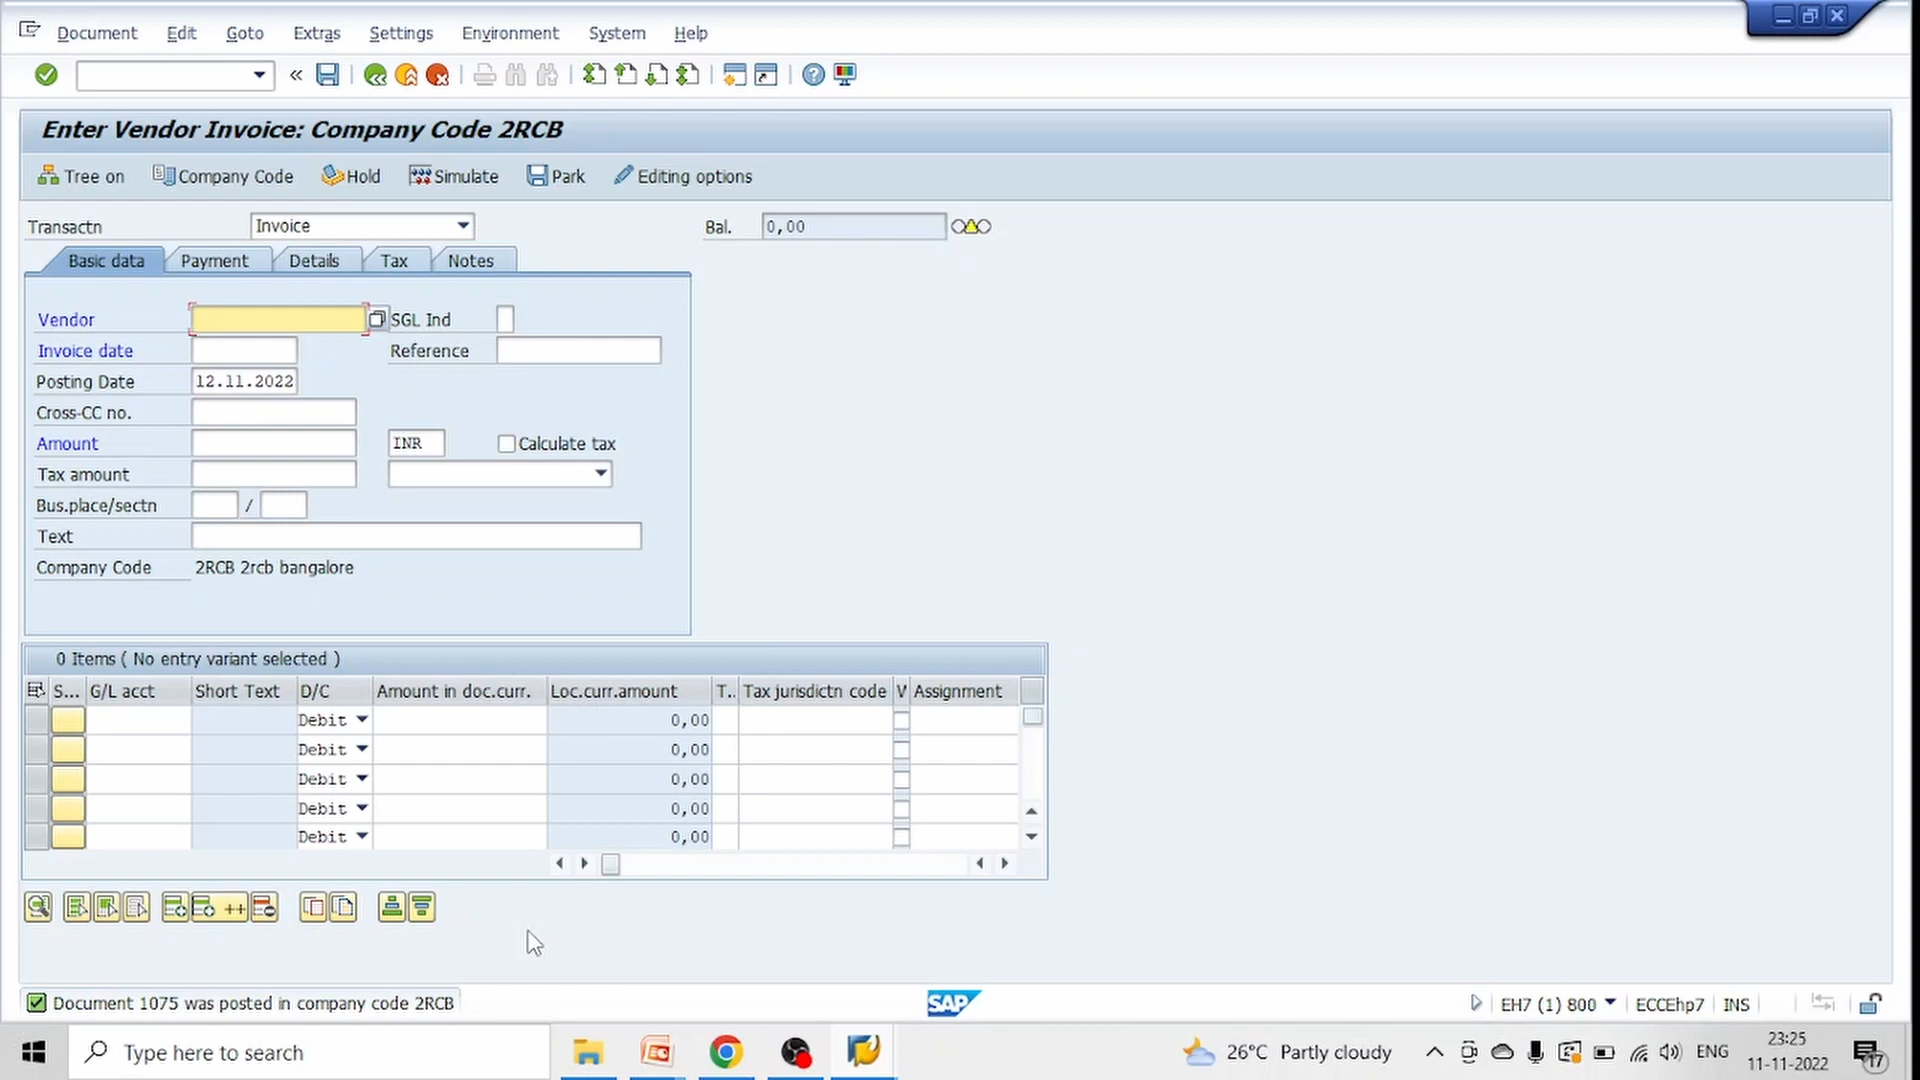 Document Edit Goto Extras Settings Environment System Help
Enter Vendor Invoice: Company Code 2RCB
Tree on Company Code Hold Simulate Park Editing options
Transactn Invoice Bal. 0,00
Basic data Payment Details Tax Notes
Vendor SGL Ind
Invoice date Reference
Posting Date 12.11.2022
Cross-CC no.
Amount INR Calculate tax
Tax amount
Bus.place/sectn /
Text
Company Code 2RCB 2rcb bangalore
0 Items ( No entry variant selected )
S... G/L acct Short Text D/C Amount in doc.curr. Loc.curr.amount T.. Tax jurisdictn code V Assignment
Debit 0,00
Debit 0,00
Debit 0,00
Debit 0,00
Debit 0,00
Document 1075 was posted in company code 2RCB SAP EH7 (1) 800 ECCEhp7 INS
Type here to search 26°C Partly cloudy ENG 23:25
11-11-2022 17